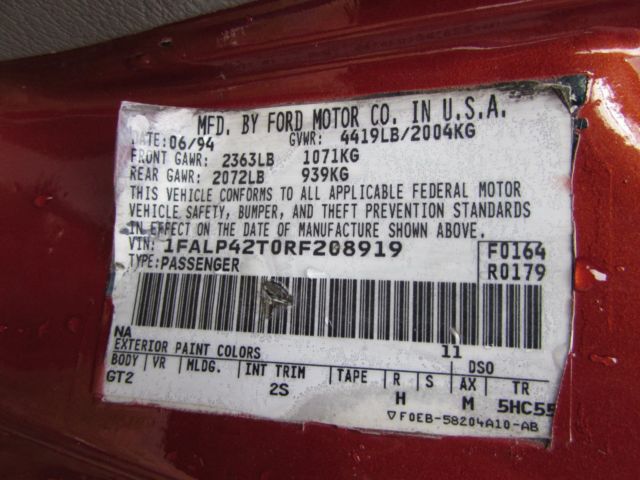 MFD. BY FORD MOTOR CO. IN U.S.A.
DATE: 06/94 GVWR: 4419LB/2004KG
FRONT GAWR: 2363LB 1071KG
REAR GAWR: 2072LB 939KG
THIS VEHICLE CONFORMS TO ALL APPLICABLE FEDERAL MOTOR
VEHICLE SAFETY, BUMPER, AND THEFT PREVENTION STANDARDS
IN EFFECT ON THE DATE OF MANUFACTURE SHOWN ABOVE.
VIN: 1FALP42T0RF208919 F0164
TYPE: PASSENGER R0179
NA 11
EXTERIOR PAINT COLORS DSO
BODY VR MLDG. INT TRIM TAPE R S AX TR
GT2 2S H M 5HC55
▽F0EB-58204A10-AB